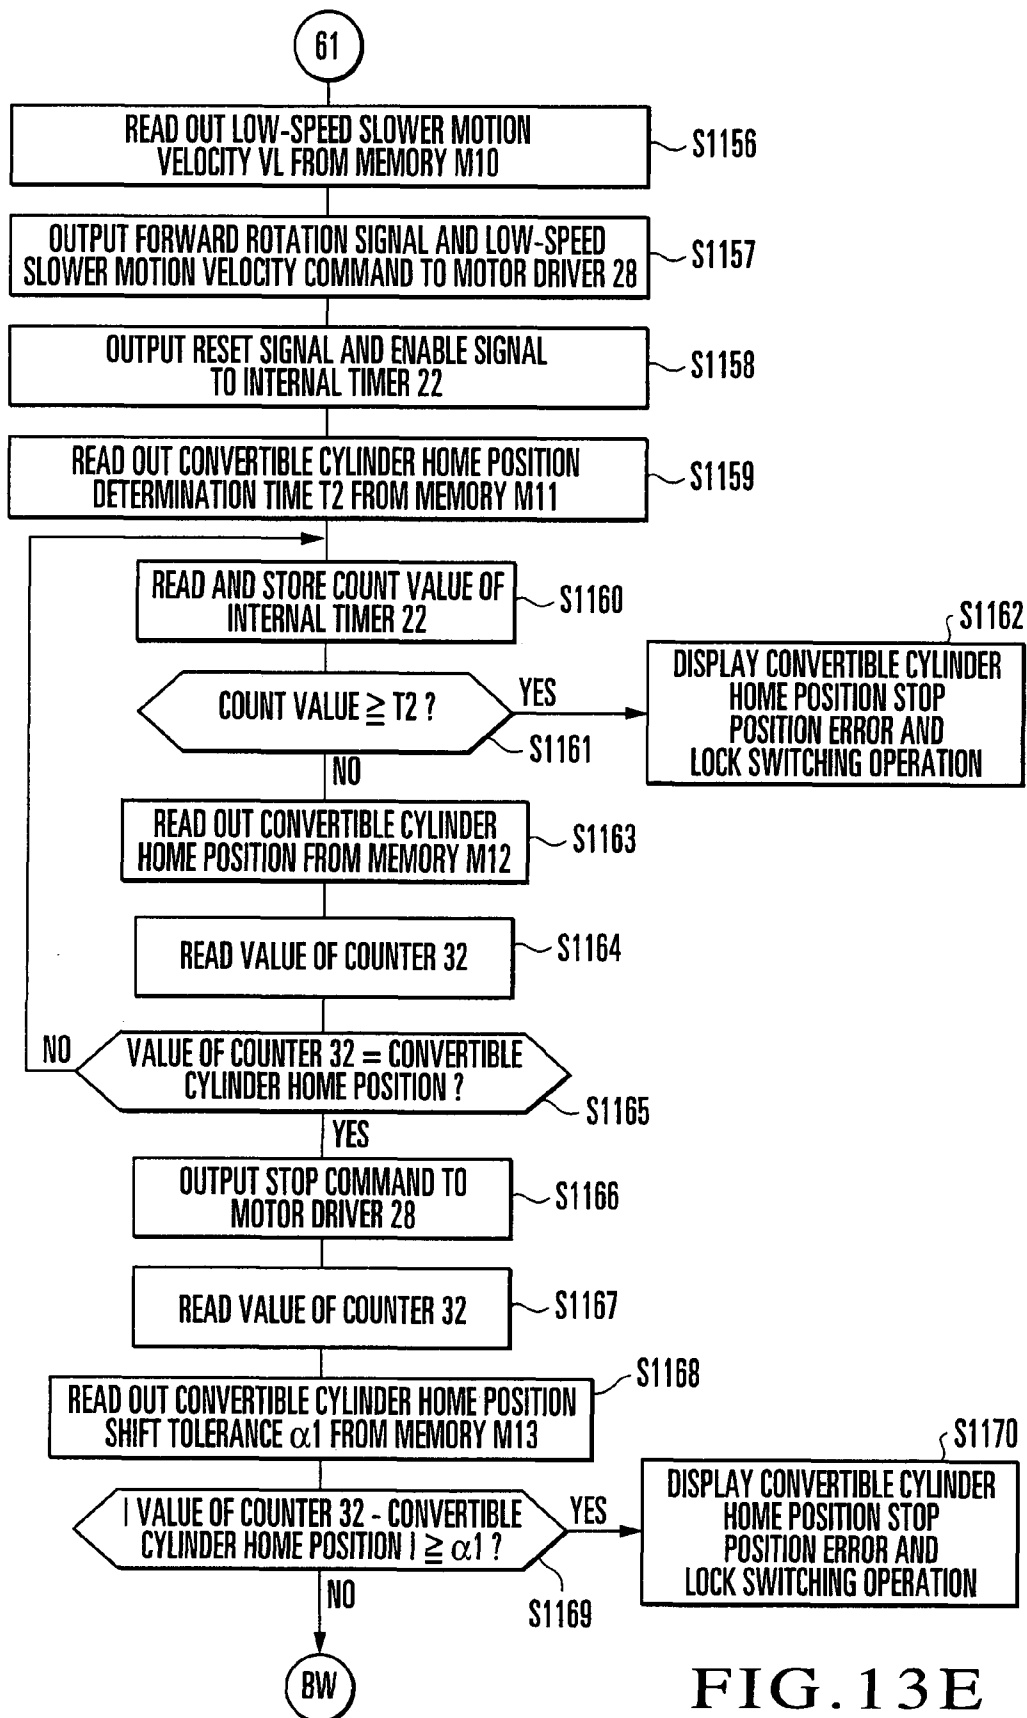 61
READ OUT LOW-SPEED SLOWER MOTION
VELOCITY VL FROM MEMORY M10
S1156
OUTPUT FORWARD ROTATION SIGNAL AND LOW-SPEED
SLOWER MOTION VELOCITY COMMAND TO MOTOR DRIVER 28
S1157
OUTPUT RESET SIGNAL AND ENABLE SIGNAL
TO INTERNAL TIMER 22
S1158
READ OUT CONVERTIBLE CYLINDER HOME POSITION
DETERMINATION TIME T2 FROM MEMORY M11
S1159
READ AND STORE COUNT VALUE OF
INTERNAL TIMER 22
S1160
COUNT VALUE ≧ T2 ?
S1161
YES
S1162
DISPLAY CONVERTIBLE CYLINDER
HOME POSITION STOP
POSITION ERROR AND
LOCK SWITCHING OPERATION
NO
READ OUT CONVERTIBLE CYLINDER
HOME POSITION FROM MEMORY M12
S1163
READ VALUE OF COUNTER 32
S1164
NO
VALUE OF COUNTER 32 = CONVERTIBLE
CYLINDER HOME POSITION ?
S1165
YES
OUTPUT STOP COMMAND TO
MOTOR DRIVER 28
S1166
READ VALUE OF COUNTER 32
S1167
READ OUT CONVERTIBLE CYLINDER HOME POSITION
SHIFT TOLERANCE α1 FROM MEMORY M13
S1168
| VALUE OF COUNTER 32 - CONVERTIBLE
CYLINDER HOME POSITION | ≧ α1 ?
S1169
YES
S1170
DISPLAY CONVERTIBLE CYLINDER
HOME POSITION STOP
POSITION ERROR AND
LOCK SWITCHING OPERATION
NO
BW
FIG.13E